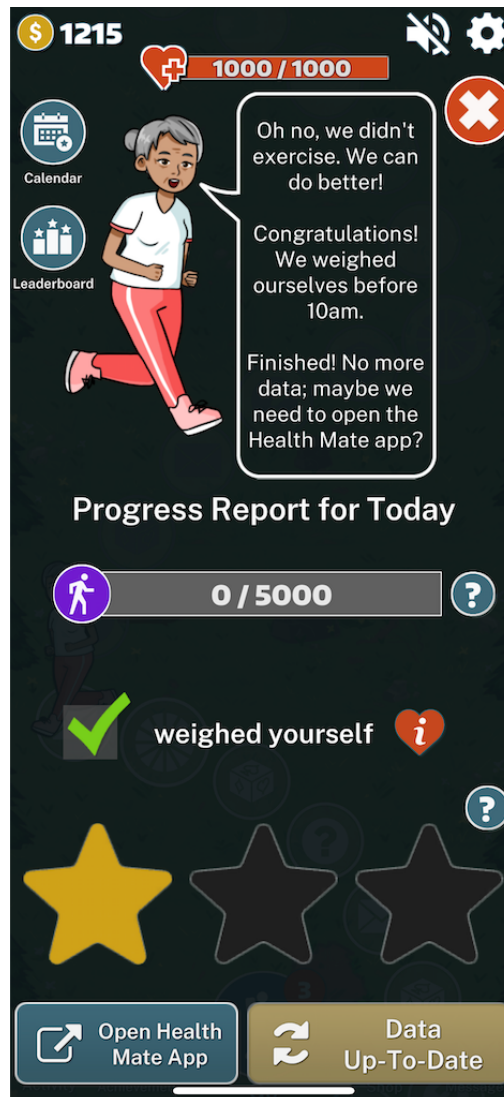 $ 1215
1000 / 1000
Calendar
Leaderboard
Oh no, we didn't
exercise. We can
do better!
Congratulations!
We weighed
ourselves before
10am.
Finished! No more
data; maybe we
need to open the
Health Mate app?
Progress Report for Today
0 / 5000
?
weighed yourself
i
?
?
3
Open Health
Mate App
Data
Up-To-Date